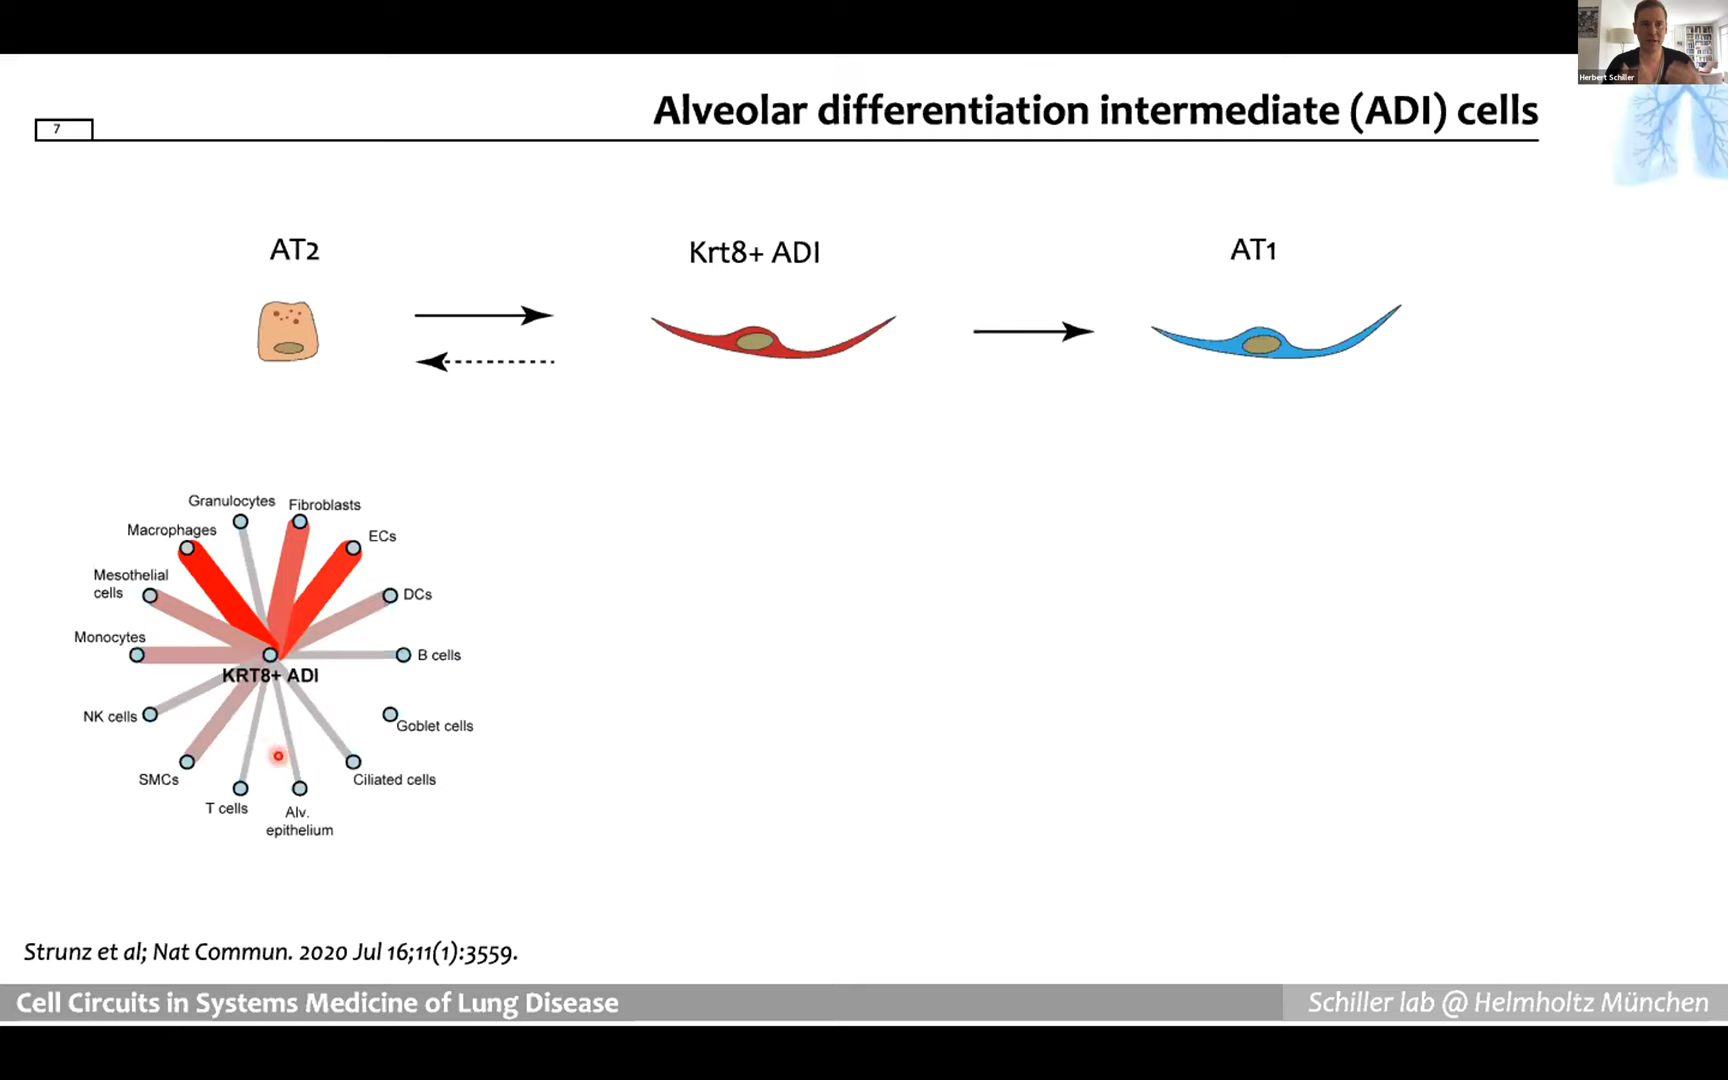 Herbert Schiller
Alveolar differentiation intermediate (ADI) cells
7
AT2
Krt8+ ADI
AT1
Granulocytes
Fibroblasts
Macrophages
ECs
Mesothelial
cells
DCs
Monocytes
B cells
KRT8+ ADI
NK cells
Goblet cells
SMCs
Ciliated cells
T cells
Alv.
epithelium
Strunz et al; Nat Commun. 2020 Jul 16;11(1):3559.
Cell Circuits in Systems Medicine of Lung Disease
Schiller lab @ Helmholtz München